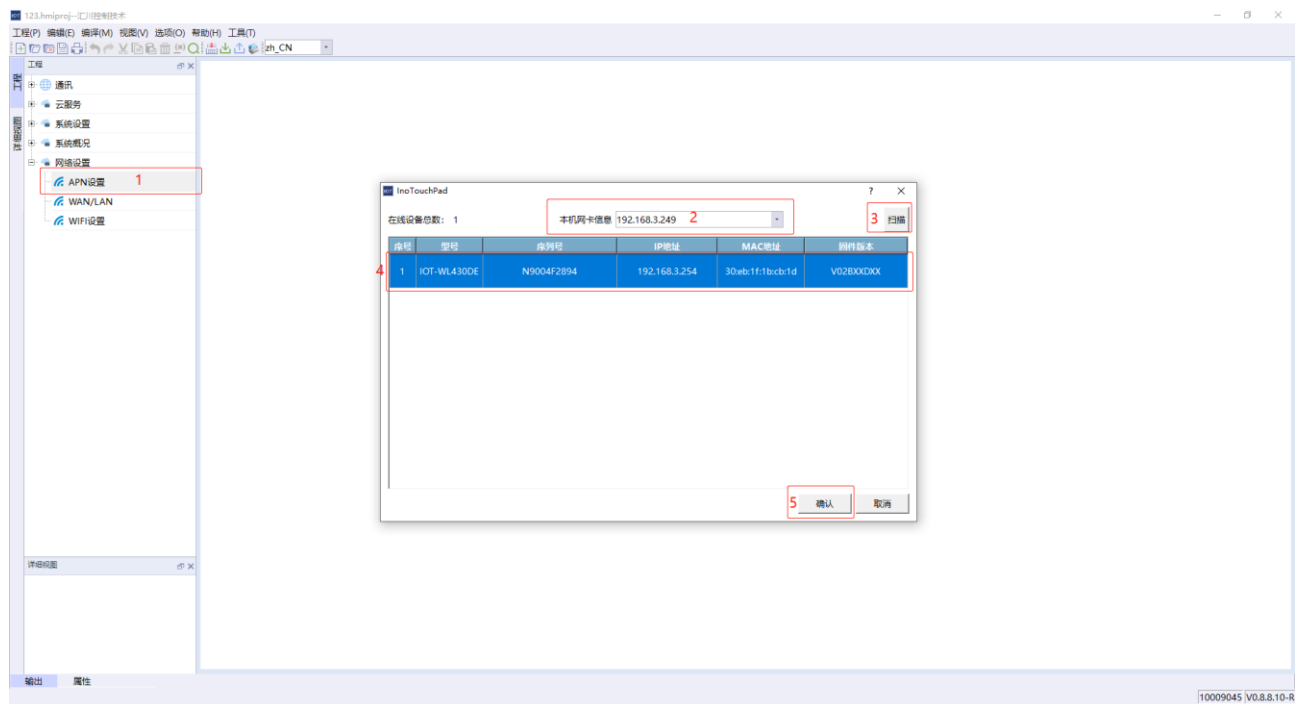 123.hmiproj--汇川控制技术
工程(P) 编辑(E) 编译(M) 视图(V) 选项(O) 帮助(H) 工具(T)
zh_CN
工程
工程
通讯
云服务
详细视图
系统设置
系统概况
网络设置
APN设置 1
WAN/LAN
WIFI设置
InoTouchPad ? ×
在线设备总数: 1 本机网卡信息 192.168.3.249 2 3 扫描
序号 型号 序列号 IP地址 MAC地址 固件版本
4 1 IOT-WL430DE N9004F2894 192.168.3.254 30:eb:1f:1b:cb:1d V02BXXDXX
5 确认 取消
详细视图
输出 属性
10009045 V0.8.8.10-R